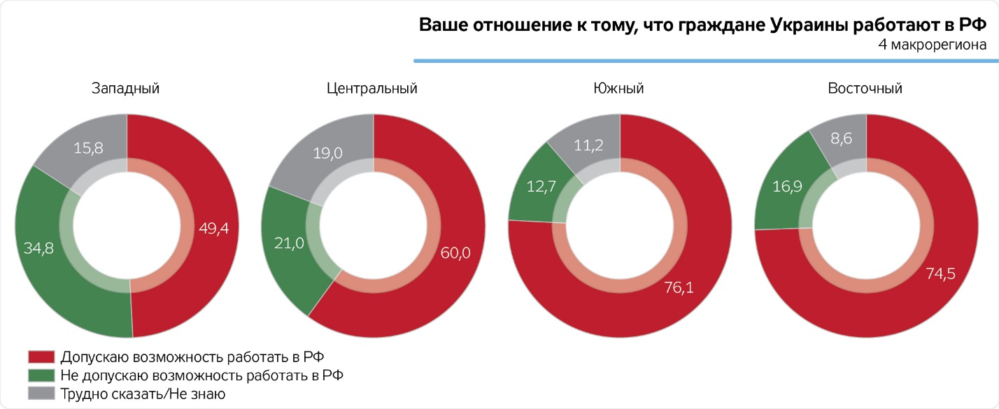 Ваше отношение к тому, что граждане Украины работают в РФ
4 макрорегиона
Западный
15,8
34,8
49,4
Центральный
19,0
21,0
60,0
Южный
11,2
12,7
76,1
Восточный
8,6
16,9
74,5
Допускаю возможность работать в РФ
Не допускаю возможность работать в РФ
Трудно сказать/Не знаю